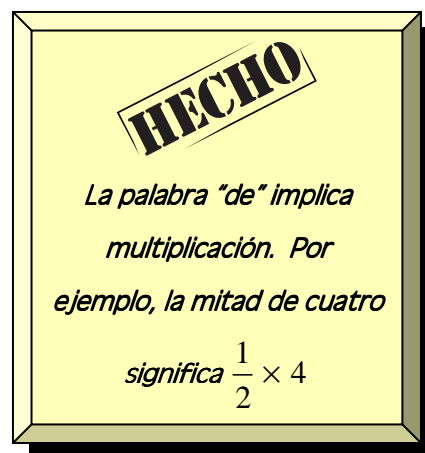 HECHO
La palabra “de” implica
multiplicación. Por
ejemplo, la mitad de cuatro
significa 1/2 × 4